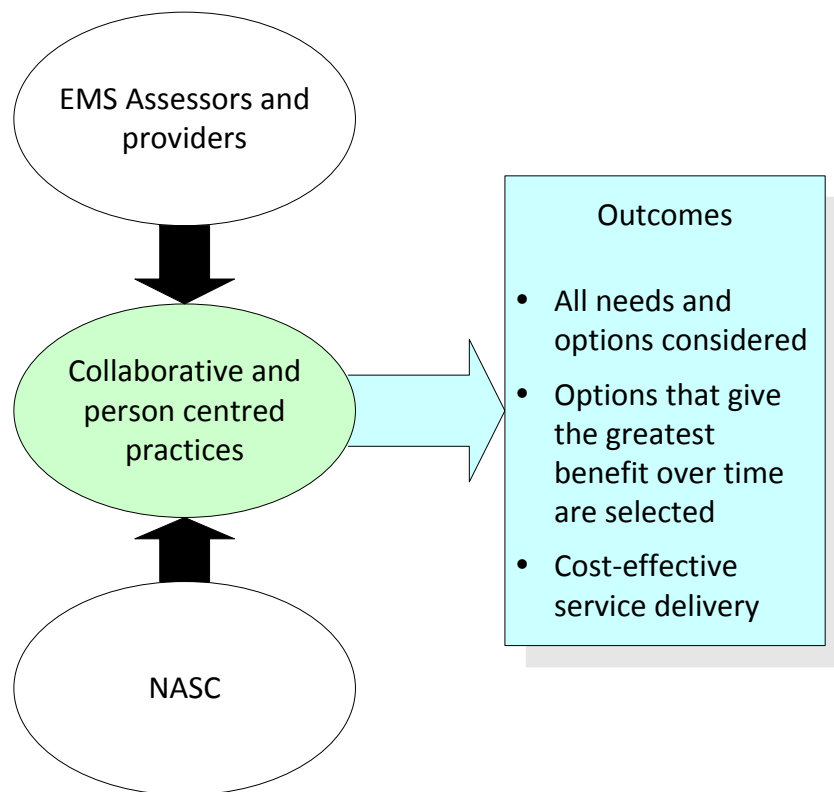 EMS Assessors and
providers
Collaborative and
person centred
practices
NASC
Outcomes
• All needs and
options considered
• Options that give
the greatest
benefit over time
are selected
• Cost-effective
service delivery